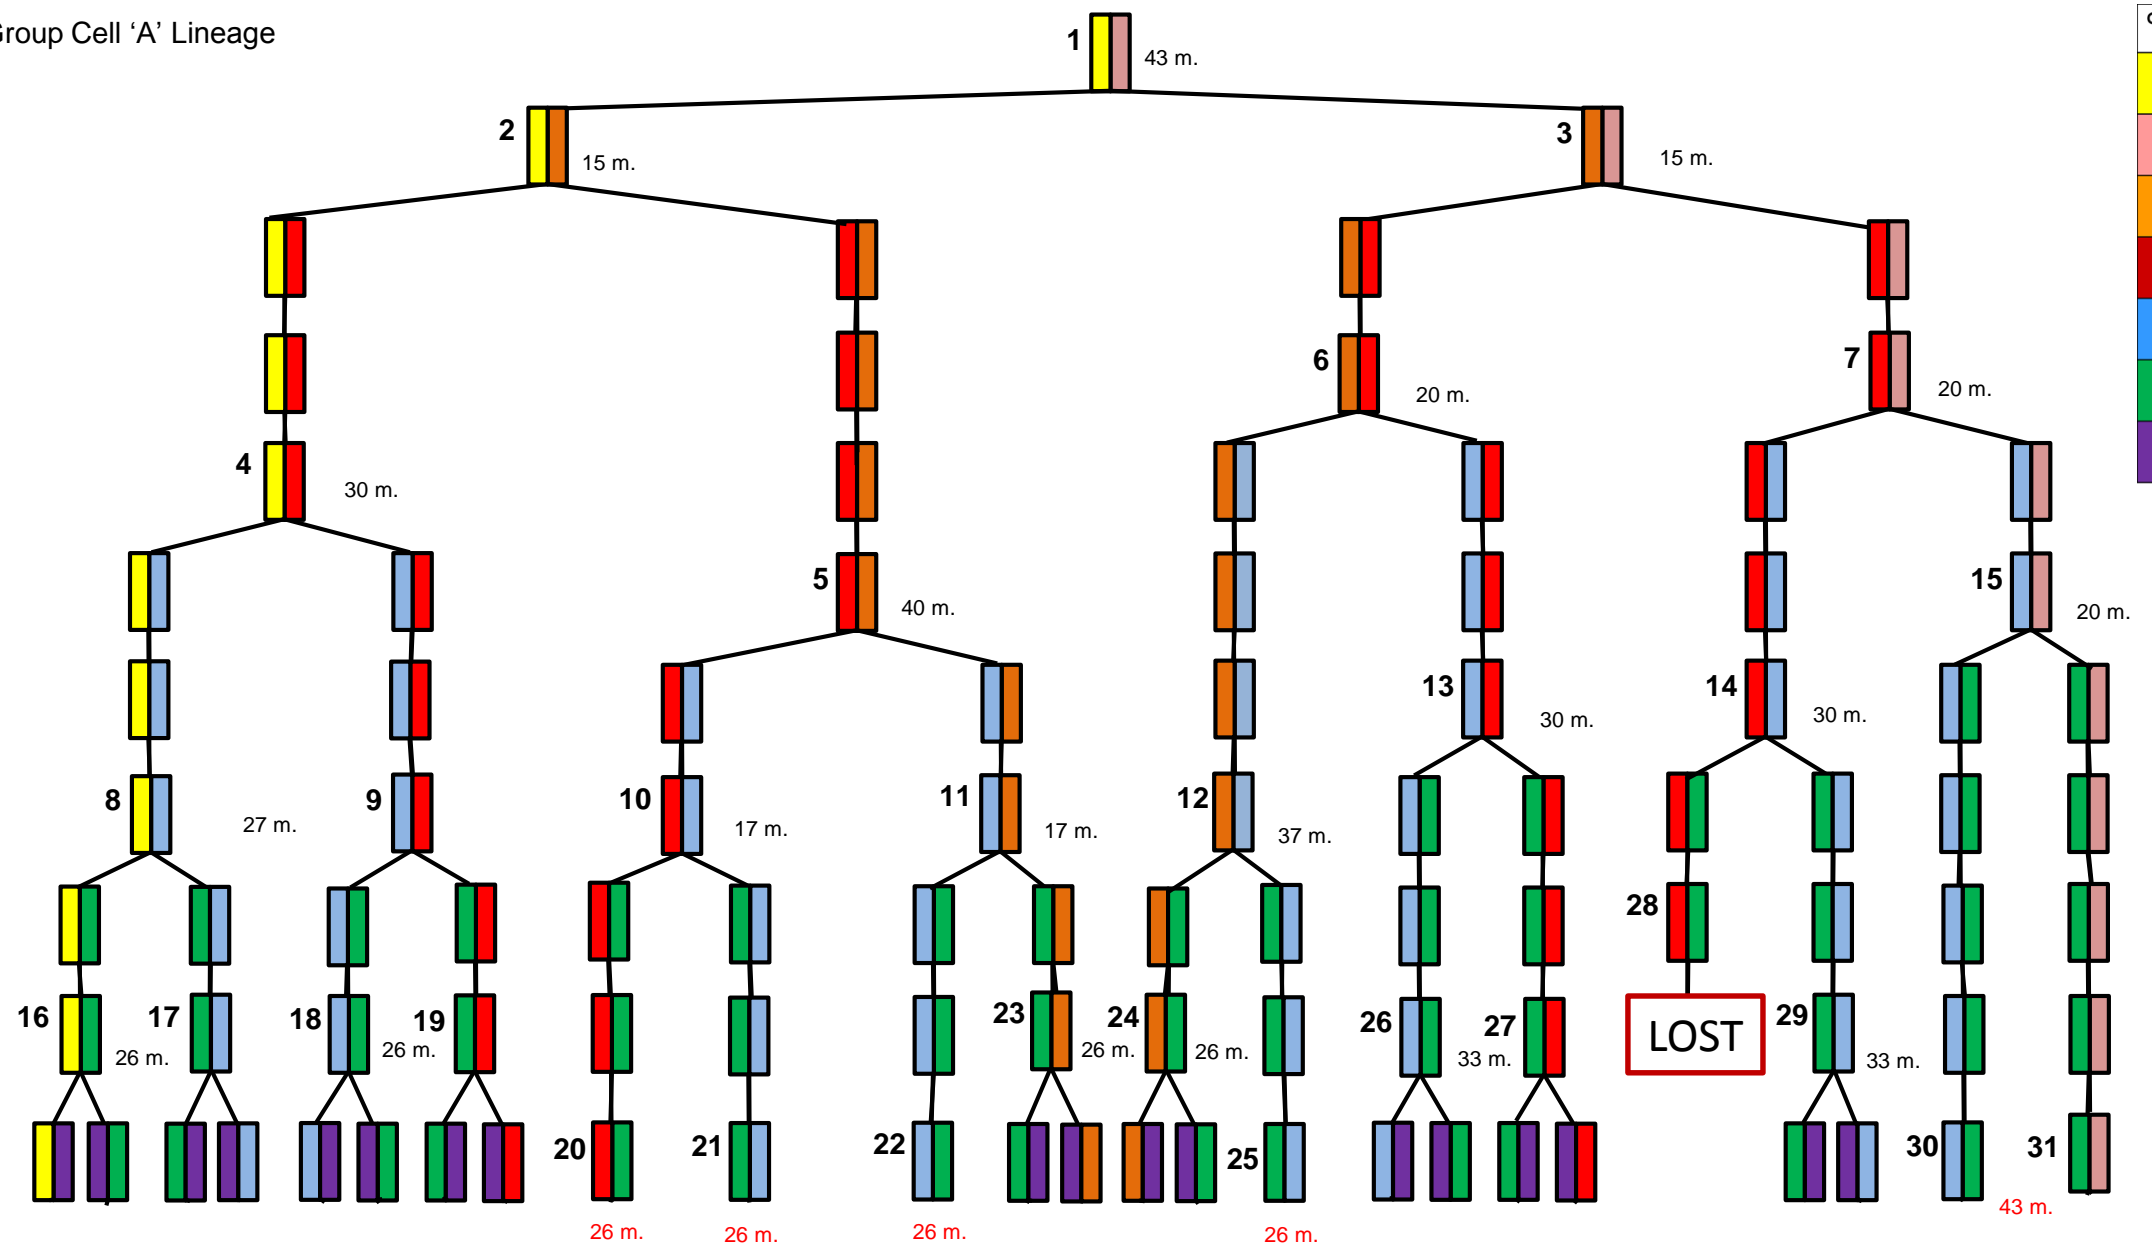 Group Cell ‘A’ Lineage
1
43 m.
2
15 m.
3
15 m.
6
20 m.
7
20 m.
4
30 m.
5
40 m.
15
20 m.
13
30 m.
14
30 m.
8
27 m.
9
10
17 m.
11
17 m.
12
37 m.
28
16
26 m.
17
18
26 m.
19
23
26 m.
24
26 m.
26
33 m.
27
LOST
29
33 m.
20
21
22
25
30
31
26 m.
26 m.
26 m.
26 m.
43 m.